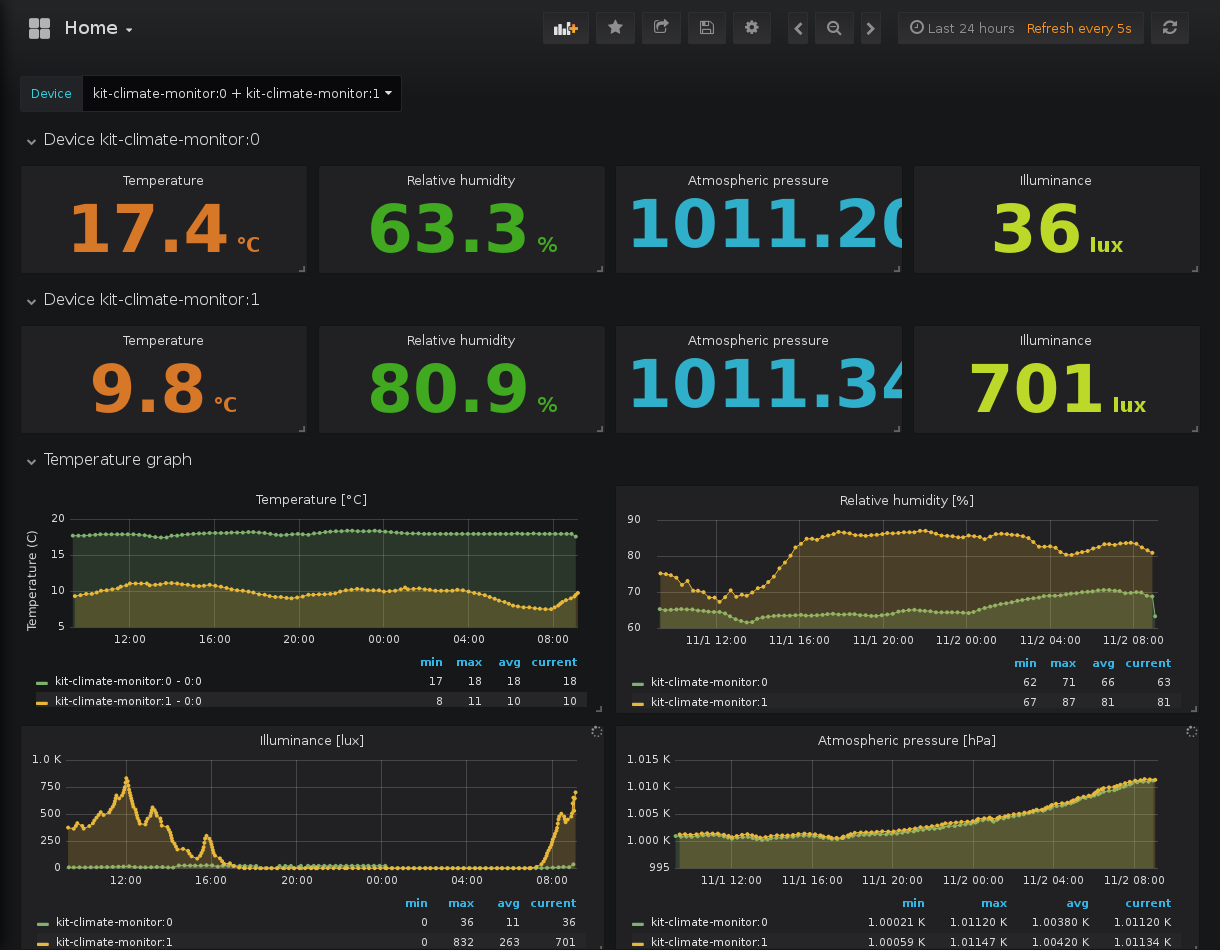 Home
Last 24 hours Refresh every 5s
Device kit-climate-monitor:0 + kit-climate-monitor:1
Device kit-climate-monitor:0
Temperature Relative humidity Atmospheric pressure Illuminance
17.4 °C 63.3 % 1011.20 36 lux
Device kit-climate-monitor:1
Temperature Relative humidity Atmospheric pressure Illuminance
9.8 °C 80.9 % 1011.34 701 lux
Temperature graph
Temperature [°C]
Temperature (C)
20
15
10
5
12:00 16:00 20:00 00:00 04:00 08:00
min max avg current
kit-climate-monitor:0 - 0:0 17 18 18 18
kit-climate-monitor:1 - 0:0 8 11 10 10
Relative humidity [%]
90
80
70
60
11/1 12:00 11/1 16:00 11/1 20:00 11/2 00:00 11/2 04:00 11/2 08:00
min max avg current
kit-climate-monitor:0 62 71 66 63
kit-climate-monitor:1 67 87 81 81
Illuminance [lux]
1.0 K
750
500
250
0
12:00 16:00 20:00 00:00 04:00 08:00
min max avg current
kit-climate-monitor:0 0 36 11 36
kit-climate-monitor:1 0 832 263 701
Atmospheric pressure [hPa]
1.015 K
1.010 K
1.005 K
1.000 K
995
11/1 12:00 11/1 16:00 11/1 20:00 11/2 00:00 11/2 04:00 11/2 08:00
min max avg current
kit-climate-monitor:0 1.00021 K 1.01120 K 1.00380 K 1.01120 K
kit-climate-monitor:1 1.00059 K 1.01147 K 1.00420 K 1.01134 K